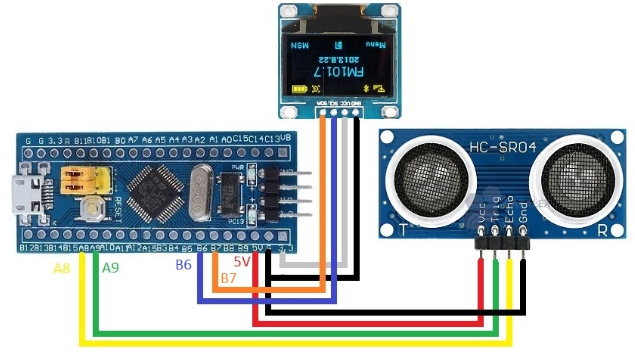 MSN Menu
2013.8.22
FM101.7
SDA SCL VCC GND
G G 3.3 R B11 B10 B1 B0 A7 A6 A5 A4 A3 A2 A1 A0 C15 C14 C13 VB
PWR
RESET
PC13
B12 B13 B14 B15 A8 A9 A10 A11 A12 A15 B3 B4 B5 B6 B7 B8 B9 5V G 3.3
HC-SR04
Vcc
Trig
Echo
Gnd
T R
A8 A9 B6 B7 5V